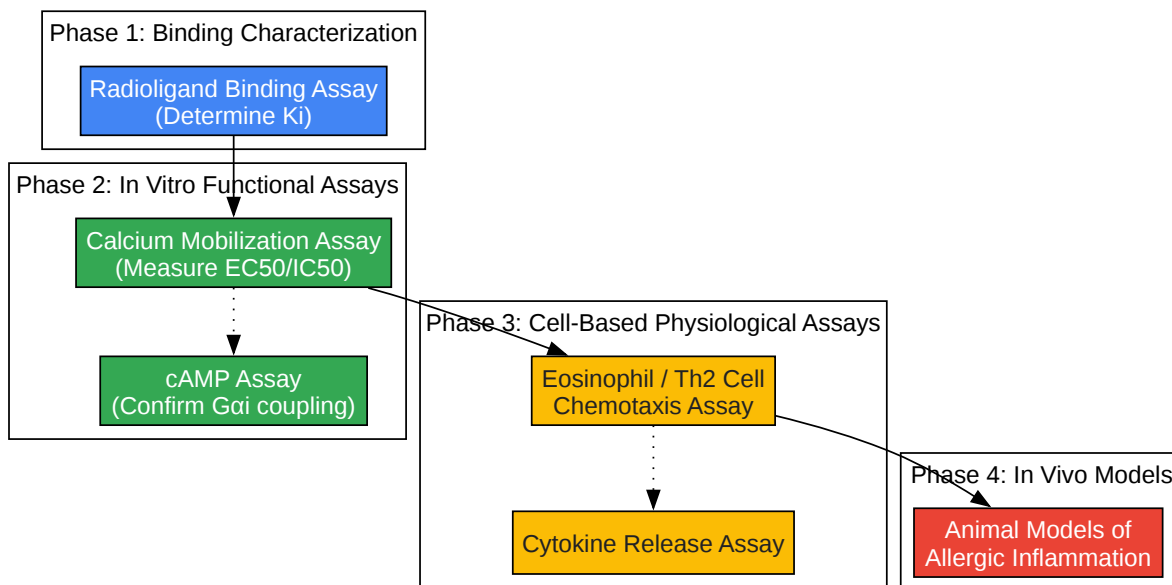 Phase 1: Binding Characterization
Radioligand Binding Assay
(Determine Ki)
Phase 2: In Vitro Functional Assays
Calcium Mobilization Assay
(Measure EC50/IC50)
cAMP Assay
(Confirm Gαi coupling)
Phase 3: Cell-Based Physiological Assays
Eosinophil / Th2 Cell
Chemotaxis Assay
Cytokine Release Assay
Phase 4: In Vivo Models
Animal Models of
Allergic Inflammation